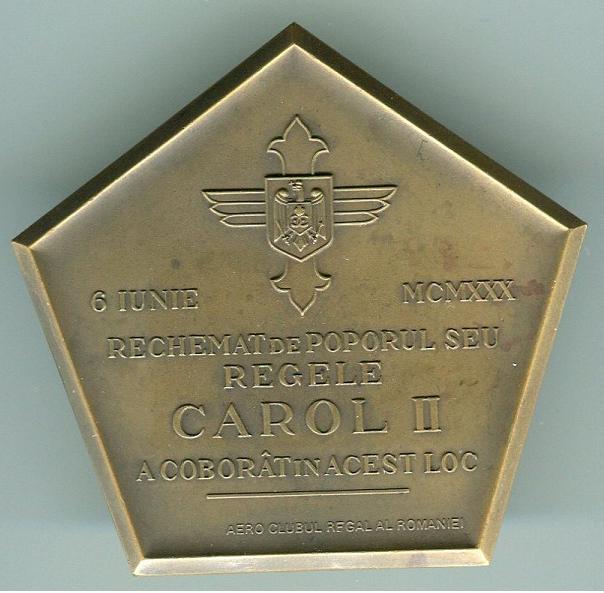 6 IUNIE MCMXXX
RECHEMAT DE POPORUL SEU
REGELE
CAROL II
A COBORÂT IN ACEST LOC
AERO CLUBUL REGAL AL ROMANIEI